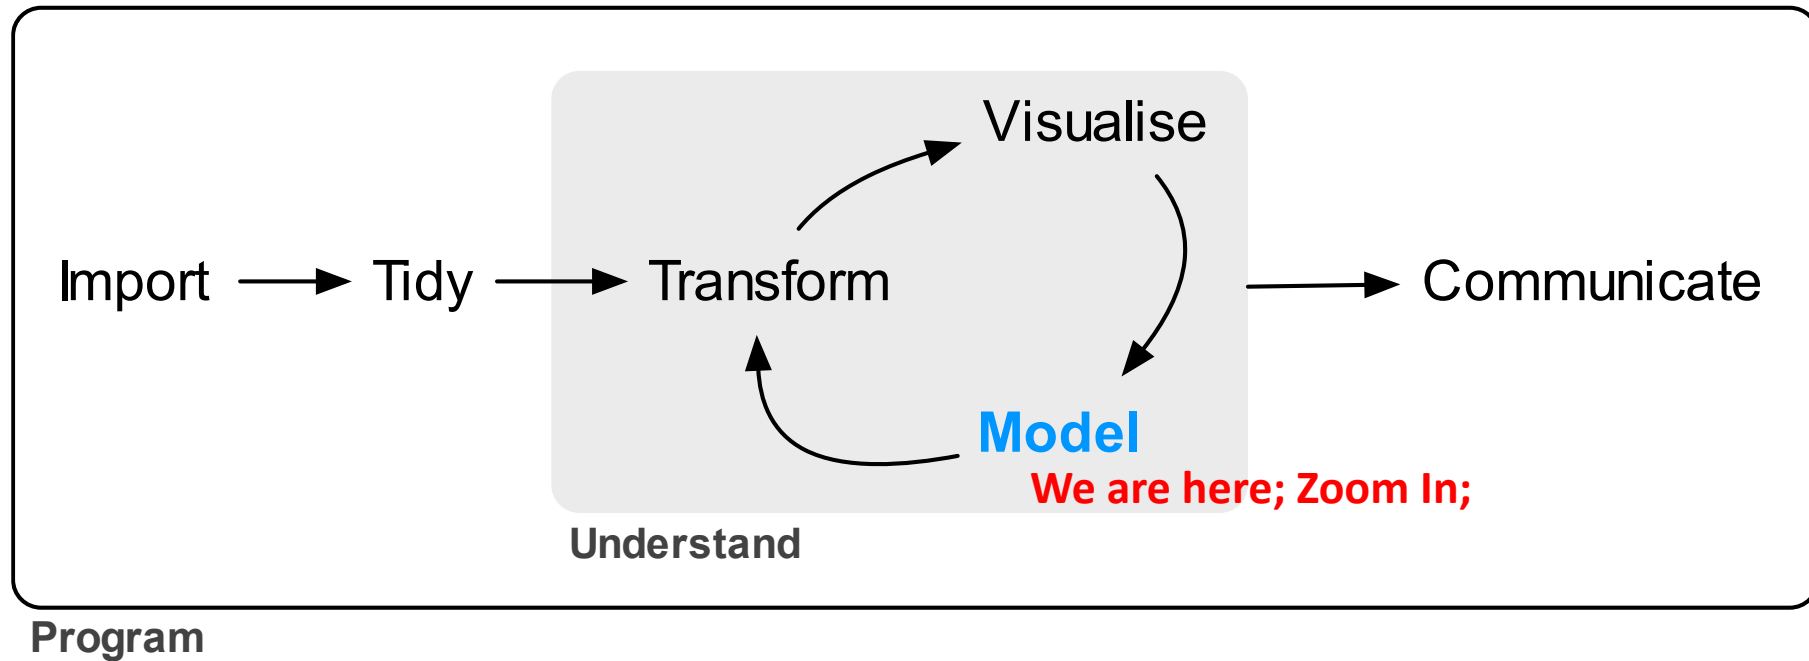 Visualise
Import
Tidy
Transform
Communicate
Model
We are here; Zoom In;
Understand
Program